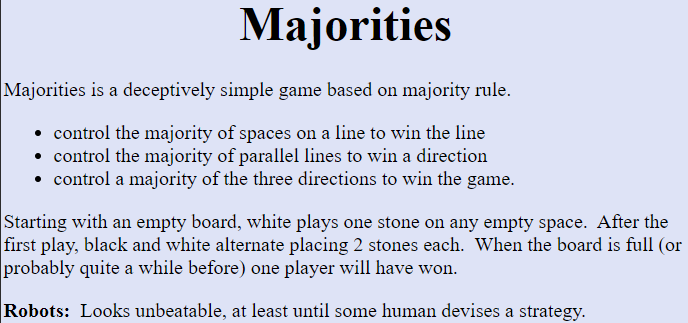 Majorities
Majorities is a deceptively simple game based on majority rule.
• control the majority of spaces on a line to win the line
• control the majority of parallel lines to win a direction
• control a majority of the three directions to win the game.
Starting with an empty board, white plays one stone on any empty space.  After the
first play, black and white alternate placing 2 stones each.  When the board is full (or
probably quite a while before) one player will have won.
Robots:  Looks unbeatable, at least until some human devises a strategy.